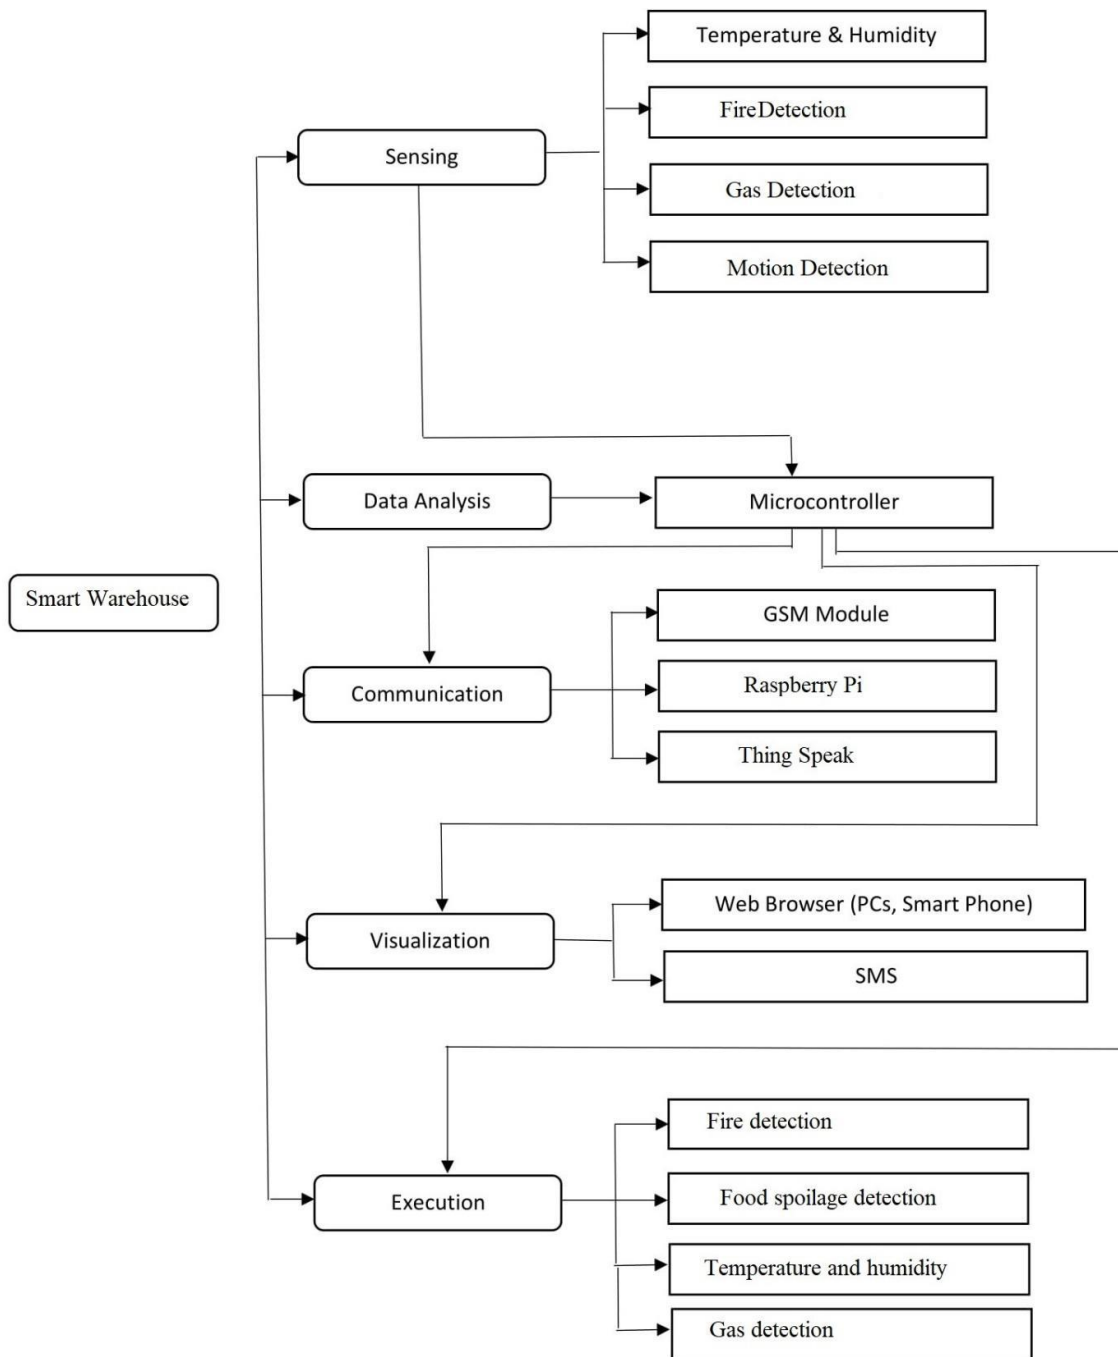 Temperature & Humidity
FireDetection
Sensing
Gas Detection
Motion Detection
Data Analysis
Microcontroller
Smart Warehouse
GSM Module
Communication
Raspberry Pi
Thing Speak
Web Browser (PCs, Smart Phone)
Visualization
SMS
Fire detection
Execution
Food spoilage detection
Temperature and humidity
Gas detection